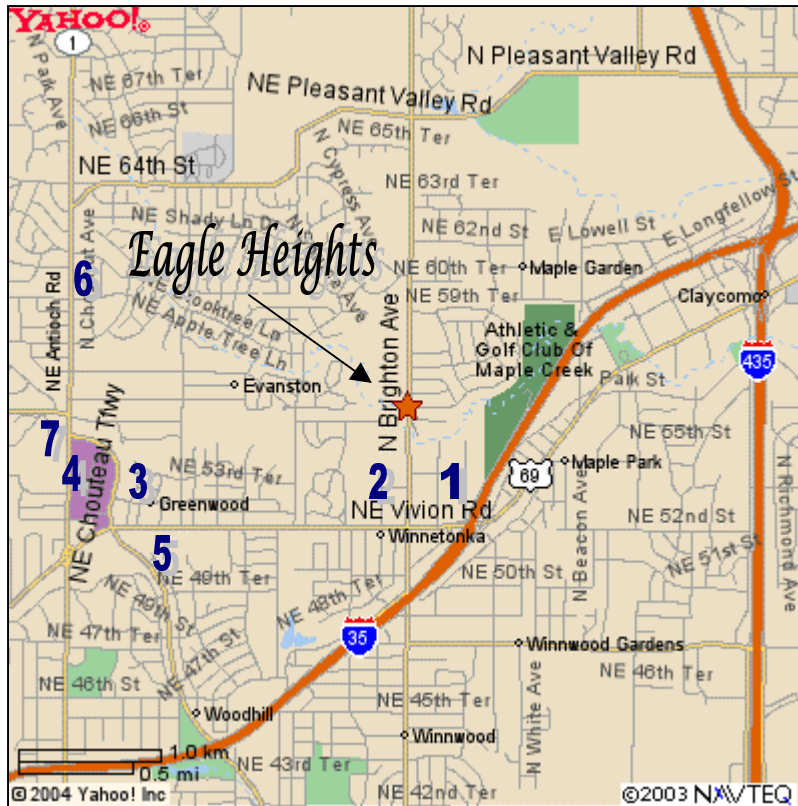 YAHOO!®
1
N Park Ave
NE 67th Ter
NE 66th St
N Pleasant Valley Rd
NE Pleasant Valley Rd
NE 65th Ter
N Cypress Ave
NE 64th St
NE 63rd Ter
NE Shady Ln Dr
NE 62nd St
E Lowell St
E Longfellow St
Eagle Heights
NE 60th Ter
Maple Garden
6
NE 59th Ter
Claycomo
NE Antioch Rd
NE Apple Tree Ln
N Brighton Ave
Athletic &
Golf Club Of
Maple Creek
435
Park St
Evanston
7
4
3
NE 53rd Ter
2
1
69
NE 55th St
Maple Park
Greenwood
NE Chouteau Tfwy
NE Vivion Rd
NE 52nd St
N Richmond Ave
Winnetonka
N Beacon Ave
NE 51st St
5
NE 49th Ter
NE 50th St
NE 49th St
NE 48th Ter
NE 47th Ter
35
Winnwood Gardens
NE 47th St
NE 46th Ter
NE 46th St
NE 45th Ter
N White Ave
Woodhill
Winnwood
1.0 km
0.5 mi
NE 43rd Ter
NE 42nd Ter
© 2004 Yahoo! Inc
©2003 NAVTEQ